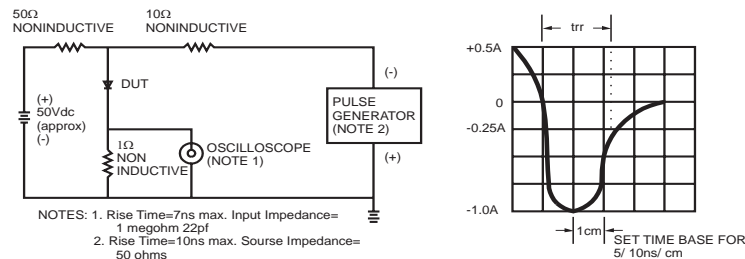 50Ω
NONINDUCTIVE
10Ω
NONINDUCTIVE
DUT
(+)
50Vdc
(approx)
(-)
1Ω
NON
INDUCTIVE
OSCILLOSCOPE
(NOTE 1)
(-)
PULSE
GENERATOR
(NOTE 2)
(+)
NOTES: 1. Rise Time=7ns max. Input Impedance=
1 megohm 22pf
2. Rise Time=10ns max. Sourse Impedance=
50 ohms
trr
+0.5A
0
-0.25A
-1.0A
1cm
SET TIME BASE FOR
5/ 10ns/ cm